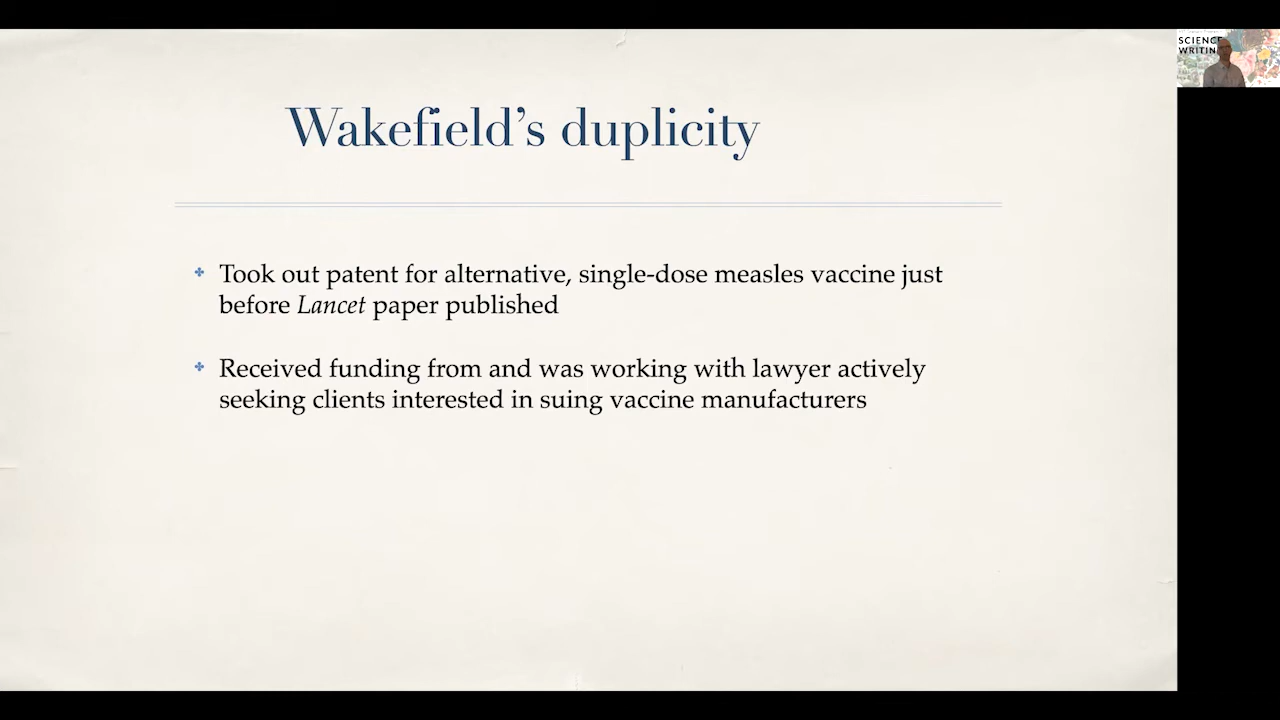 Wakefield's duplicity
Took out patent for alternative, single-dose measles vaccine just
before Lancet paper published
Received funding from and was working with lawyer actively
seeking clients interested in suing vaccine manufacturers
SCIENCE